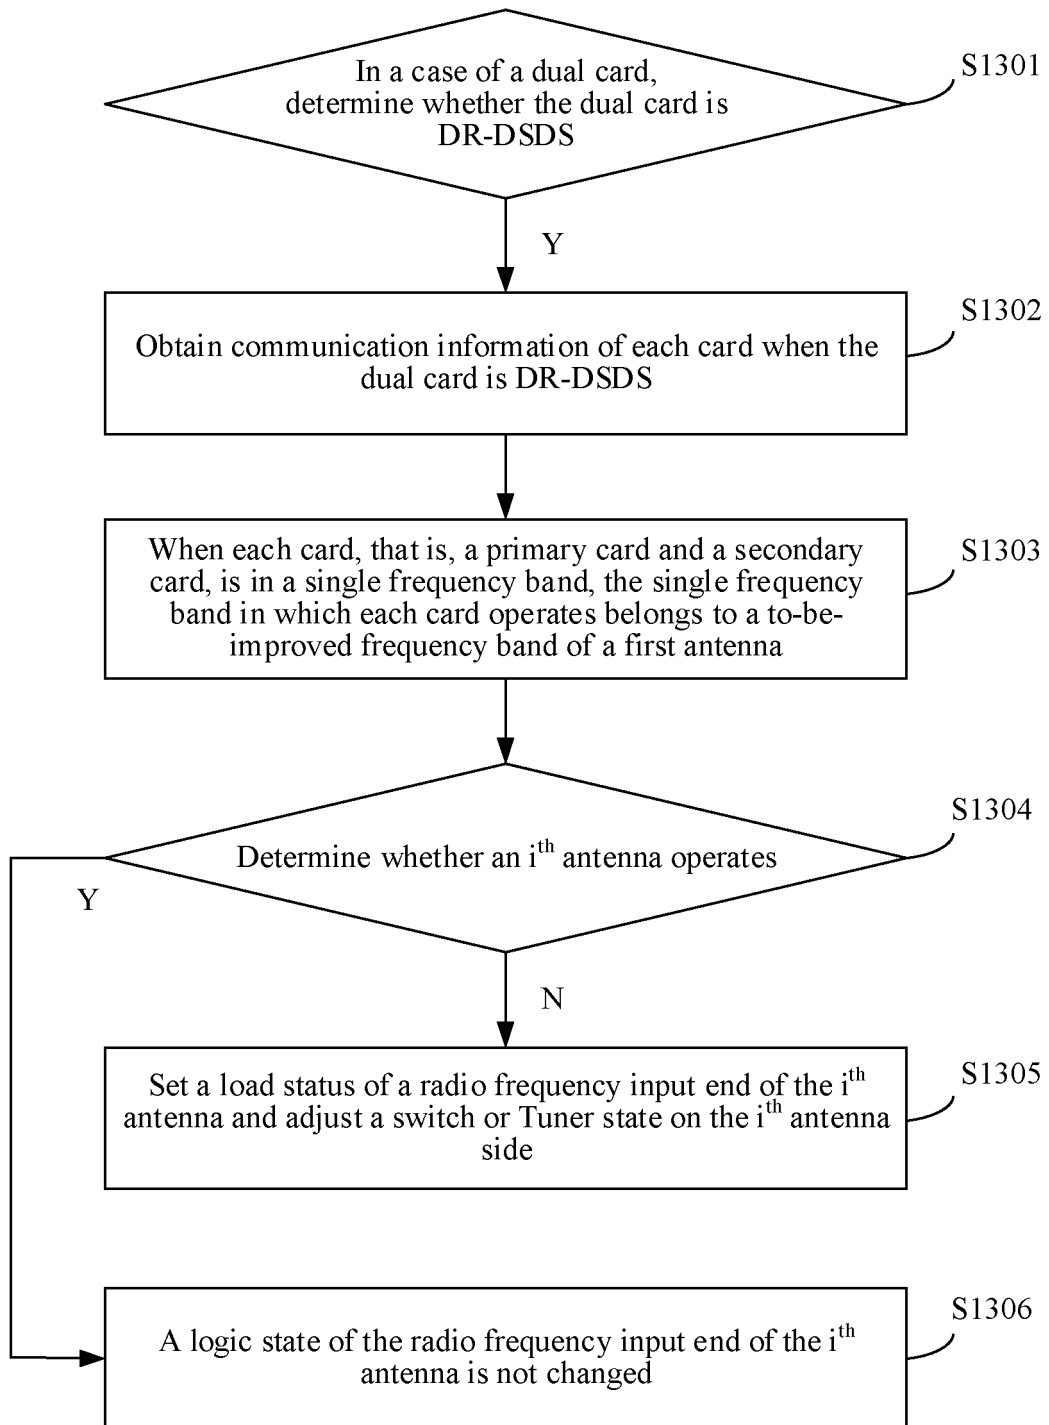 In a case of a dual card,
determine whether the dual card is
DR-DSDS
S1301
Y
Obtain communication information of each card when the
dual card is DR-DSDS
S1302
When each card, that is, a primary card and a secondary
card, is in a single frequency band, the single frequency
band in which each card operates belongs to a to-be-
improved frequency band of a first antenna
S1303
Determine whether an i^th antenna operates
S1304
Y
N
Set a load status of a radio frequency input end of the i^th
antenna and adjust a switch or Tuner state on the i^th antenna
side
S1305
A logic state of the radio frequency input end of the i^th
antenna is not changed
S1306